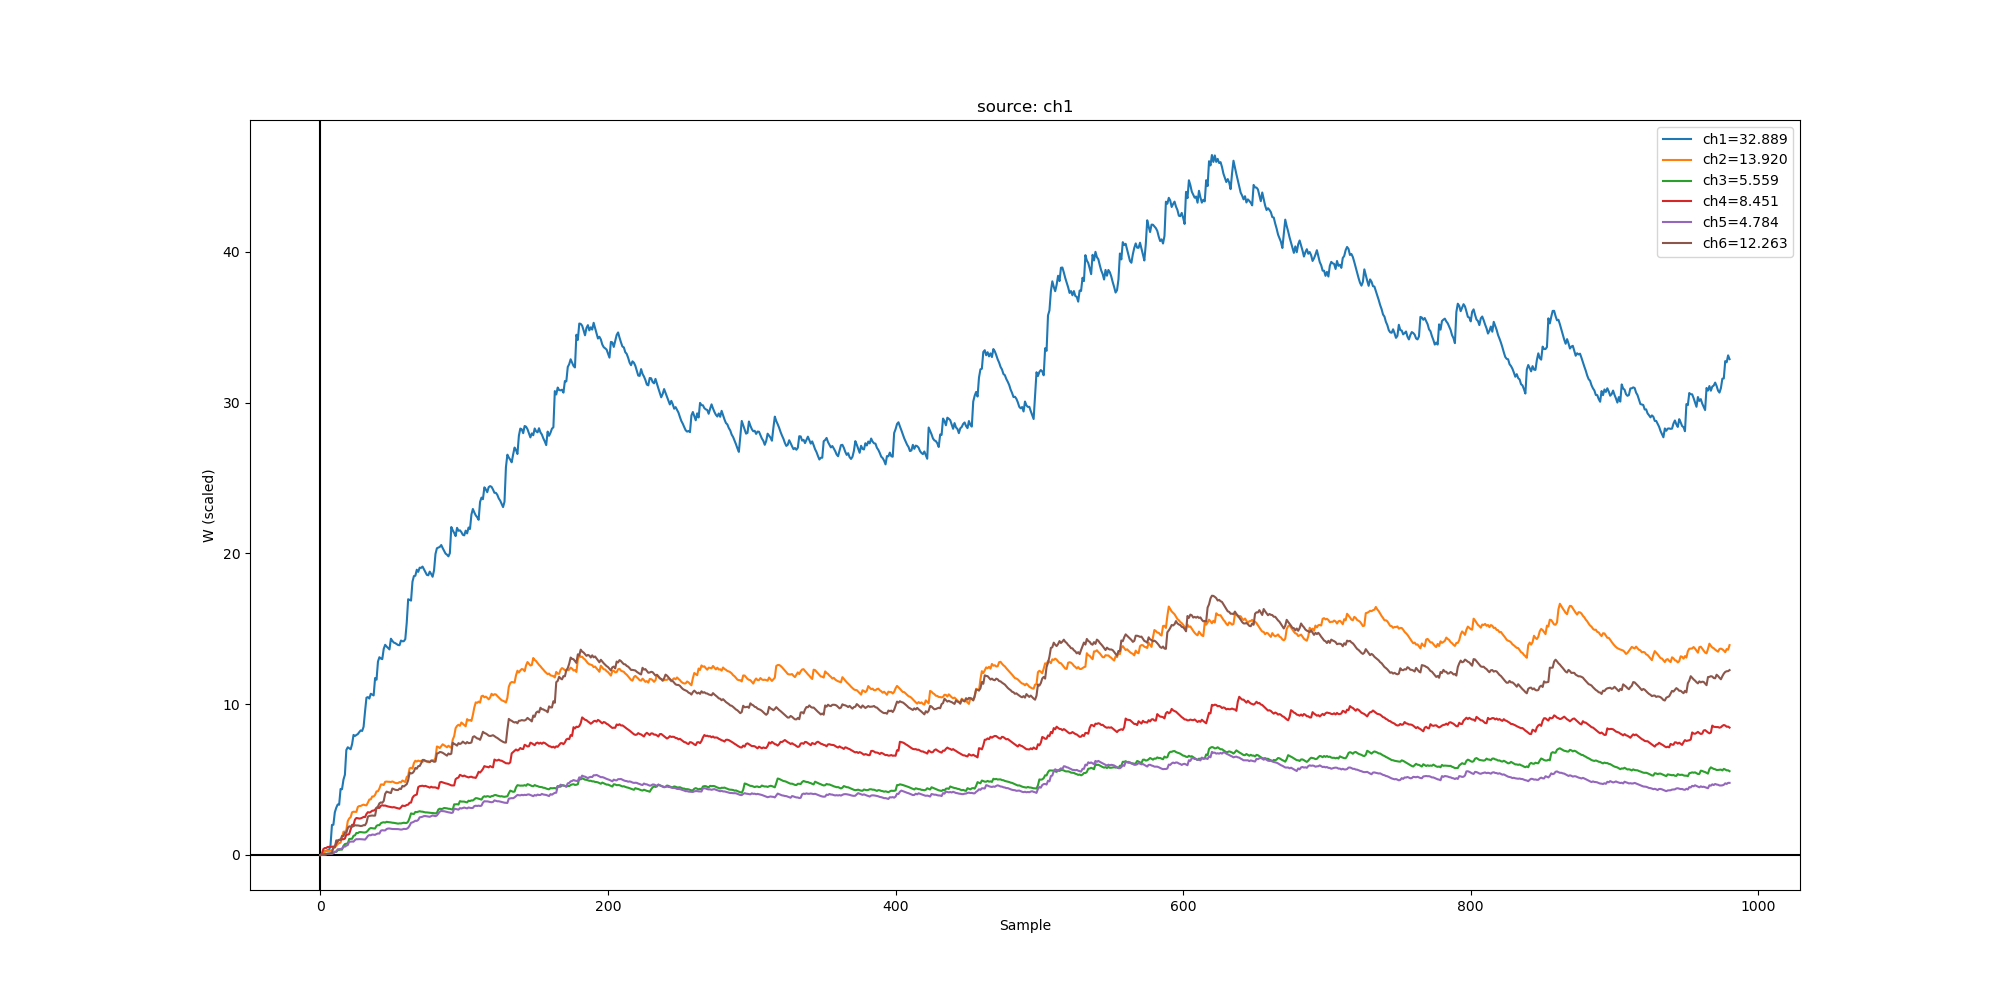 source: ch1
ch1=32.889
ch2=13.920
ch3=5.559
ch4=8.451
ch5=4.784
ch6=12.263
W (scaled)
40
30
20
10
0
0 200 400 600 800 1000
Sample